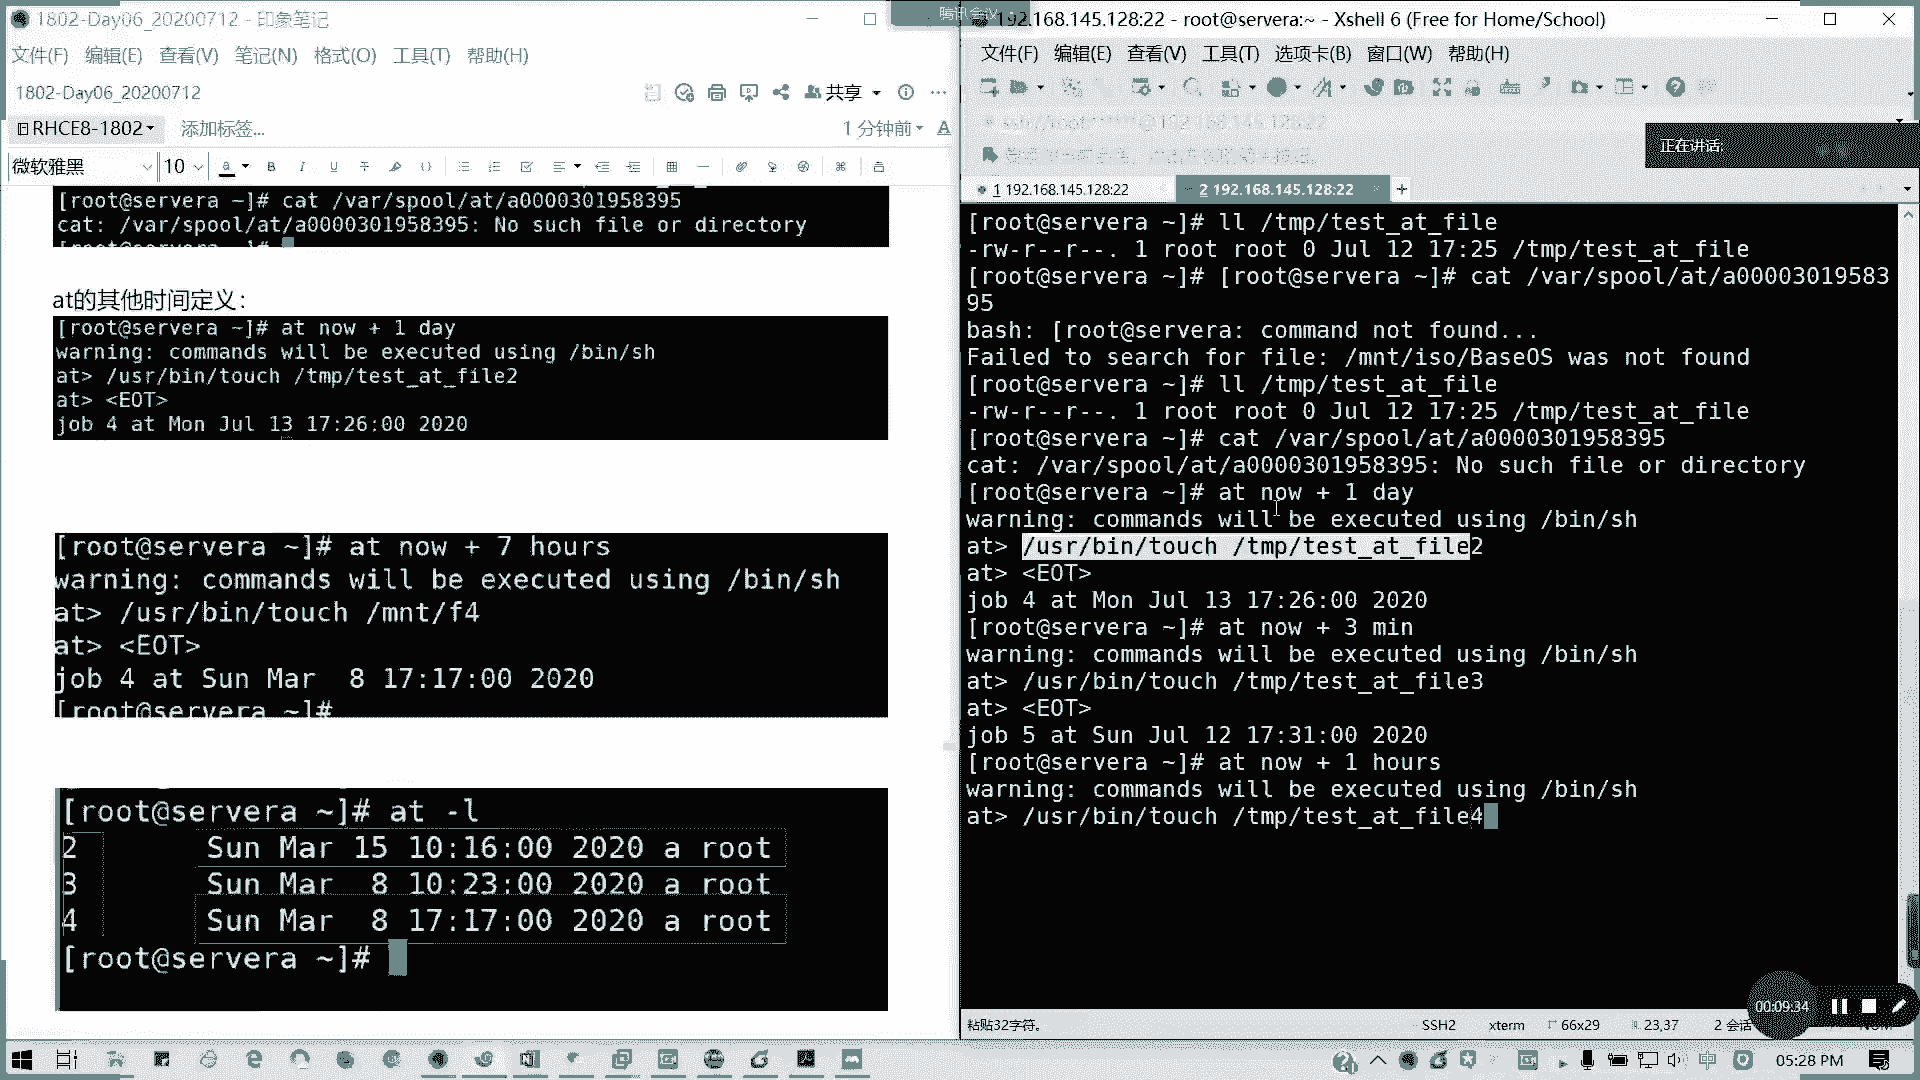 1802-Day06_20200712 - 印象笔记
文件(F) 编辑(E) 查看(V) 笔记(N) 格式(O) 工具(T) 帮助(H)
1802-Day06_20200712
共享
RHCE8-1802
添加标签...
1 分钟前
微软雅黑
10
[root@servera ~]# cat /var/spool/at/a0000301958395
cat: /var/spool/at/a0000301958395: No such file or directory
[root@servera ~]#
at的其他时间定义：
[root@servera ~]# at now + 1 day
warning: commands will be executed using /bin/sh
at> /usr/bin/touch /tmp/test_at_file2
at> <EOT>
job 4 at Mon Jul 13 17:26:00 2020
[root@servera ~]# at now + 7 hours
warning: commands will be executed using /bin/sh
at> /usr/bin/touch /mnt/f4
at> <EOT>
job 4 at Sun Mar  8 17:17:00 2020
[root@servera ~]#
[root@servera ~]# at -l
2 Sun Mar 15 10:16:00 2020 a root
3 Sun Mar  8 10:23:00 2020 a root
4 Sun Mar  8 17:17:00 2020 a root
[root@servera ~]#
腾讯会议
192.168.145.128:22 - root@servera:~ - Xshell 6 (Free for Home/School)
文件(F) 编辑(E) 查看(V) 工具(T) 选项卡(B) 窗口(W) 帮助(H)
正在讲话:
1 192.168.145.128:22
2 192.168.145.128:22
[root@servera ~]# ll /tmp/test_at_file
-rw-r--r--. 1 root root 0 Jul 12 17:25 /tmp/test_at_file
[root@servera ~]# [root@servera ~]# cat /var/spool/at/a00003019583
95
bash: [root@servera: command not found...
Failed to search for file: /mnt/iso/BaseOS was not found
[root@servera ~]# ll /tmp/test_at_file
-rw-r--r--. 1 root root 0 Jul 12 17:25 /tmp/test_at_file
[root@servera ~]# cat /var/spool/at/a0000301958395
cat: /var/spool/at/a0000301958395: No such file or directory
[root@servera ~]# at now + 1 day
warning: commands will be executed using /bin/sh
at> /usr/bin/touch /tmp/test_at_file2
at> <EOT>
job 4 at Mon Jul 13 17:26:00 2020
[root@servera ~]# at now + 3 min
warning: commands will be executed using /bin/sh
at> /usr/bin/touch /tmp/test_at_file3
at> <EOT>
job 5 at Sun Jul 12 17:31:00 2020
[root@servera ~]# at now + 1 hours
warning: commands will be executed using /bin/sh
at> /usr/bin/touch /tmp/test_at_file4
00:09:34
粘贴32字符。
SSH2 xterm 66x29 23,37 2 会话
05:28 PM